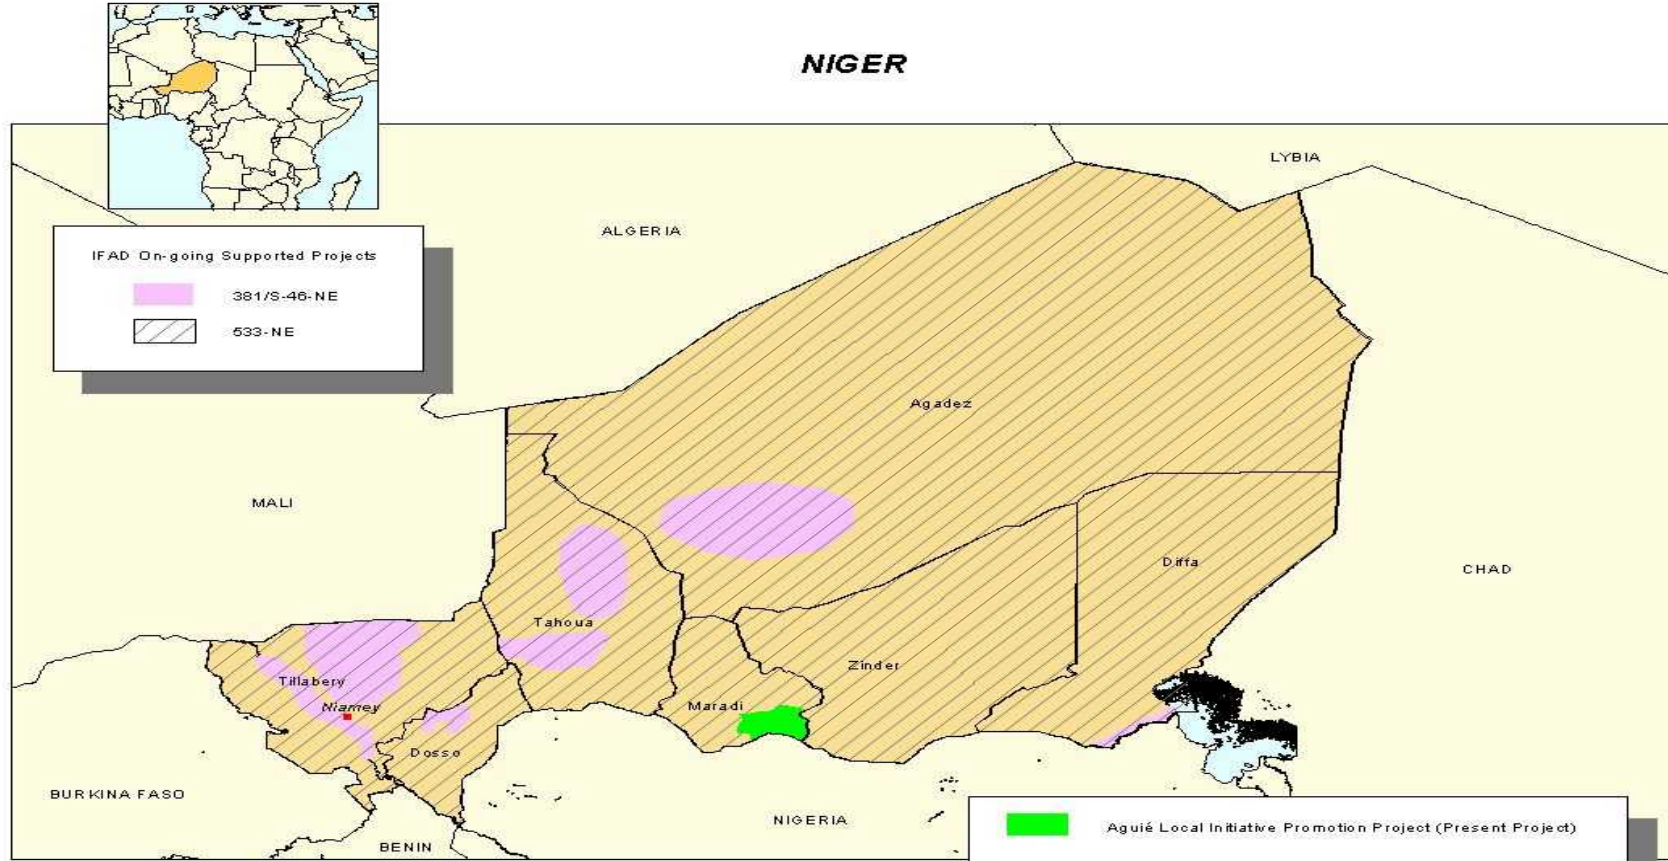 NIGER
LYBIA
ALGERIA
IFAD On-going Supported Projects
381/S-46-NE
533-NE
Agadez
MALI
Diffa
CHAD
Tahoua
Zinder
Tillabery
Maradi
Niamey
Dosso
BURKINA FASO
NIGERIA
Aguié Local Initiative Promotion Project (Present Project)
BENIN